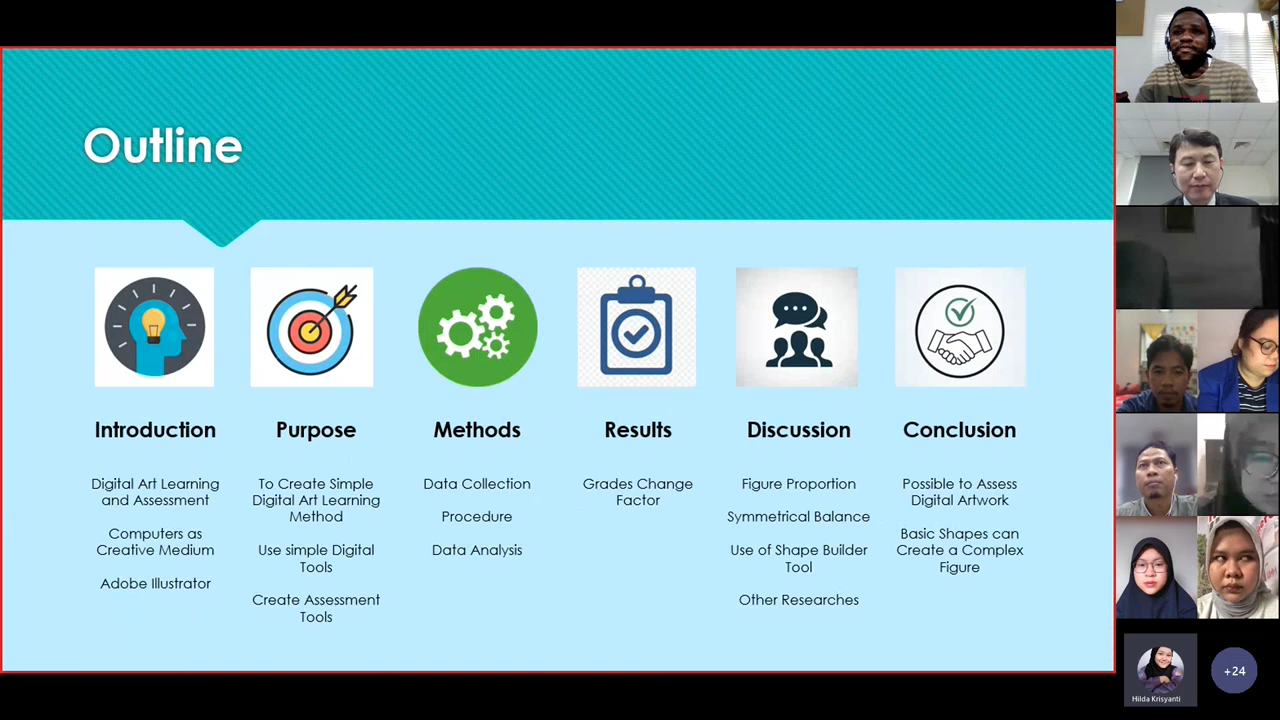 Outline
Introduction
Digital Art Learning
and Assessment
Computers as
Creative Medium
Adobe Illustrator
Purpose
To Create Simple
Digital Art Learning
Method
Use simple Digital
Tools
Create Assessment
Tools
Methods
Data Collection
Procedure
Data Analysis
Results
Grades Change
Factor
Discussion
Figure Proportion
Symmetrical Balance
Use of Shape Builder
Tool
Other Researches
Conclusion
Possible to Assess
Digital Artwork
Basic Shapes can
Create a Complex
Figure
Hilda Krisyanti
+24